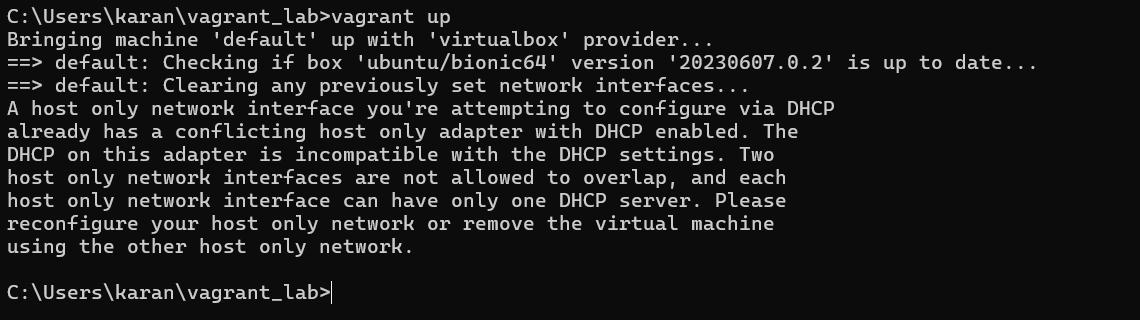 C:\Users\karan\vagrant_lab>vagrant up
Bringing machine 'default' up with 'virtualbox' provider...
==> default: Checking if box 'ubuntu/bionic64' version '20230607.0.2' is up to date...
==> default: Clearing any previously set network interfaces...
A host only network interface you're attempting to configure via DHCP
already has a conflicting host only adapter with DHCP enabled. The
DHCP on this adapter is incompatible with the DHCP settings. Two
host only network interfaces are not allowed to overlap, and each
host only network interface can have only one DHCP server. Please
reconfigure your host only network or remove the virtual machine
using the other host only network.
C:\Users\karan\vagrant_lab>